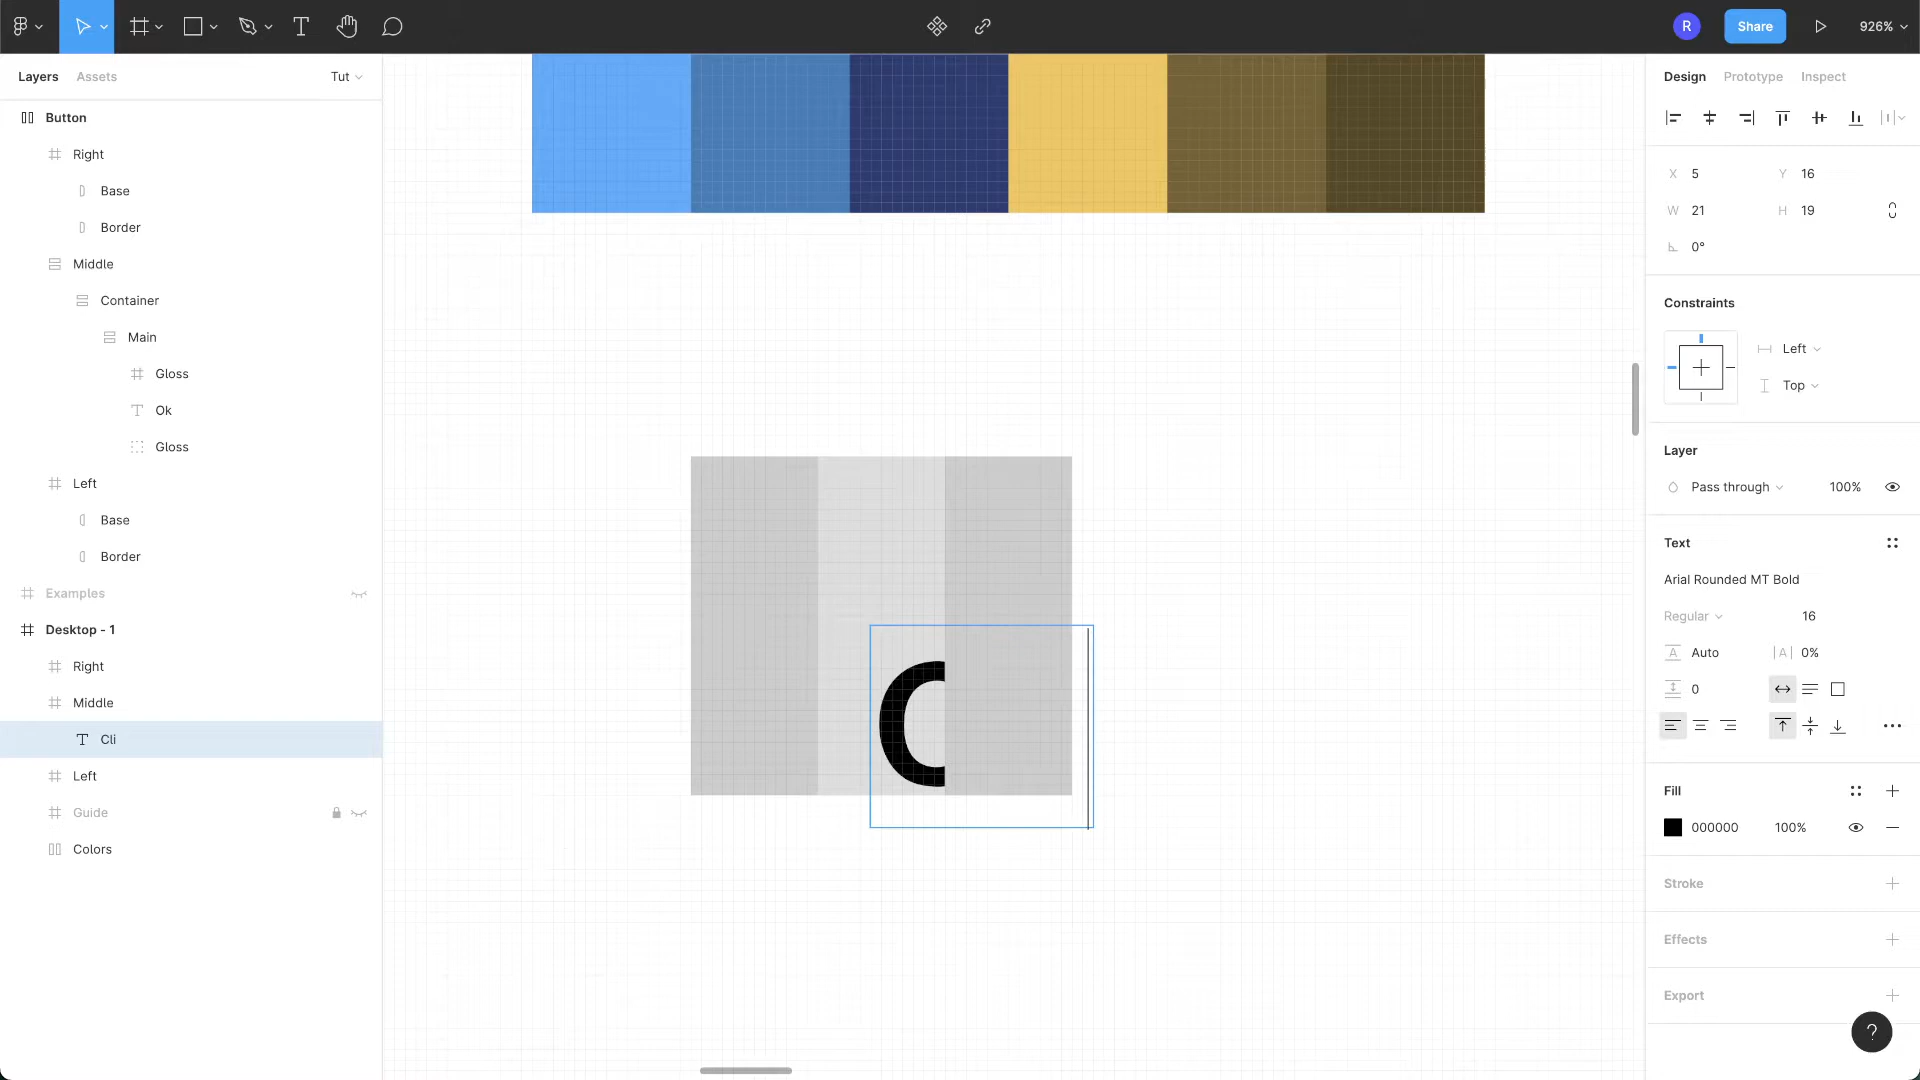 R
Share
926%
Layers
Assets
Tut
Button
Right
Base
Border
Middle
Container
Main
Gloss
Ok
Gloss
Left
Base
Border
Examples
Desktop - 1
Right
Middle
Cli
Left
Guide
Colors
C
Design
Prototype
Inspect
X 5
Y 16
W 21
H 19
0°
Constraints
Left
Top
Layer
Pass through
100%
Text
Arial Rounded MT Bold
Regular
16
A Auto
|A| 0%
0
Fill
000000
100%
Stroke
Effects
Export
?